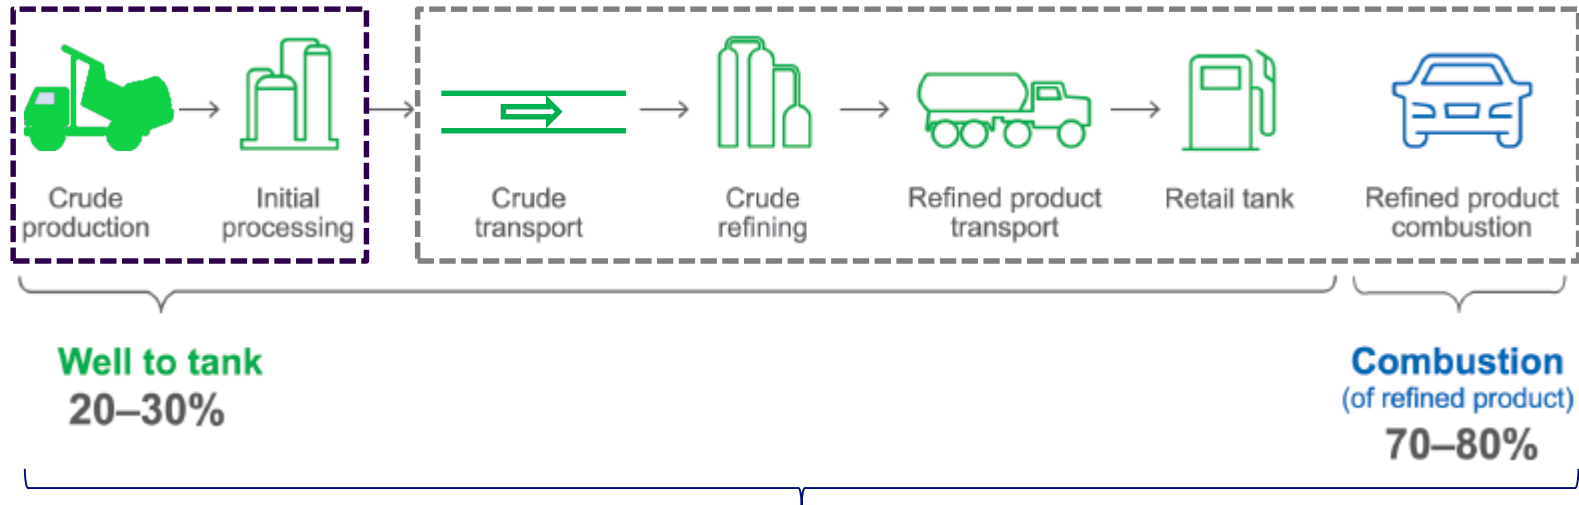 Crude
production
Initial
processing
Crude
transport
Crude
refining
Refined product
transport
Retail tank
Refined product
combustion
Well to tank
20–30%
Combustion
(of refined product)
70–80%